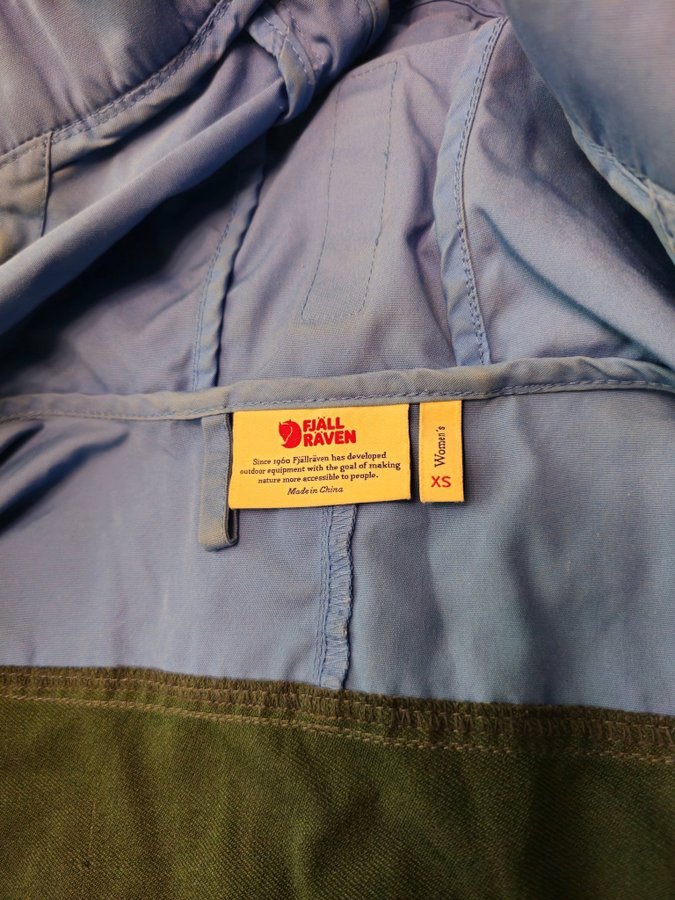 FJÄLL
RÄVEN
Since 1960 Fjällräven has developed
outdoor equipment with the goal of making
nature more accessible to people.
Made in China
Women's
XS